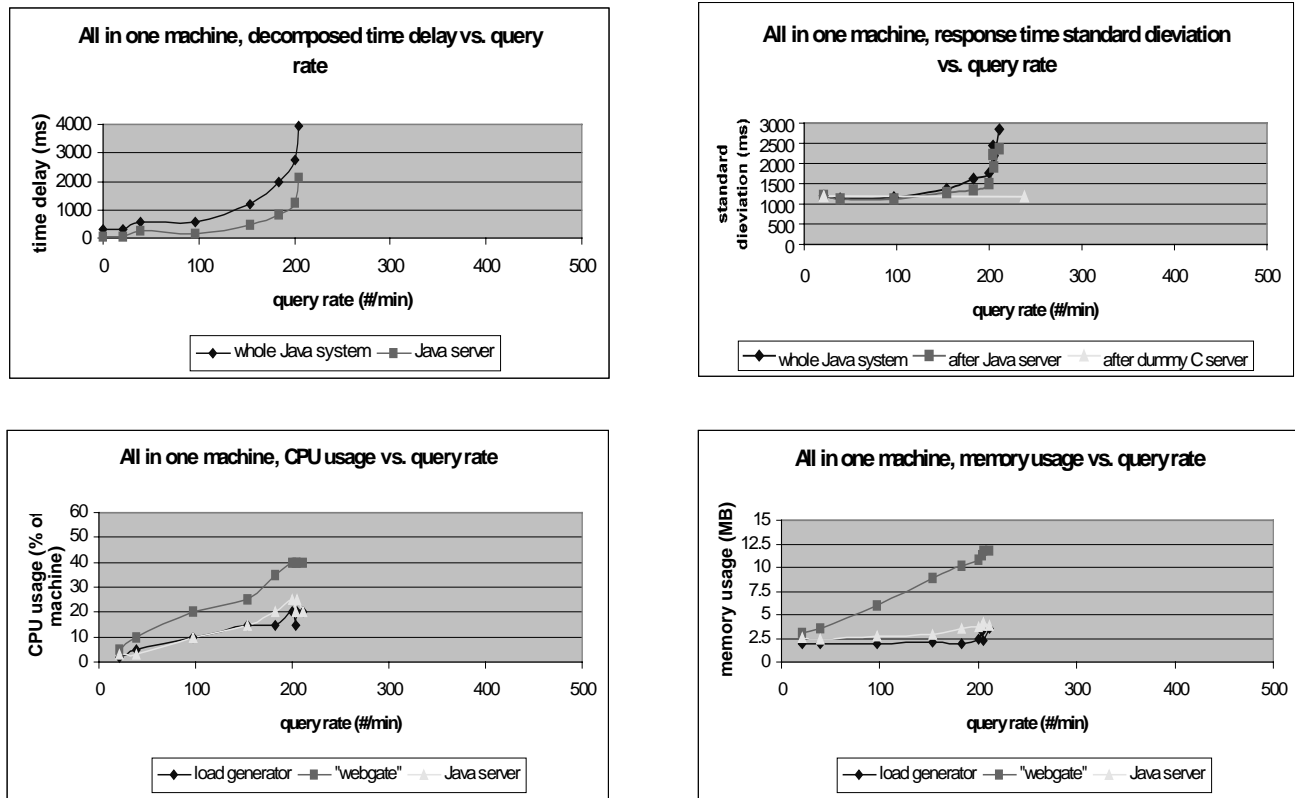 All in one machine, decomposed time delay vs. query
rate
time delay (ms)
4000
3000
2000
1000
0
0 100 200 300 400 500
query rate (#/min)
whole Java system Java server
All in one machine, response time standard dieviation
vs. query rate
standard
dieviation (ms)
3000
2500
2000
1500
1000
500
0
0 100 200 300 400 500
query rate (#/min)
whole Java system after Java server after dummy C server
All in one machine, CPU usage vs. query rate
CPU usage (% of
machine)
60
50
40
30
20
10
0
0 100 200 300 400 500
query rate (#/min)
load generator "webgate" Java server
All in one machine, memory usage vs. query rate
memory usage (MB)
15
12.5
10
7.5
5
2.5
0
0 100 200 300 400 500
query rate (#/min)
load generator "webgate" Java server